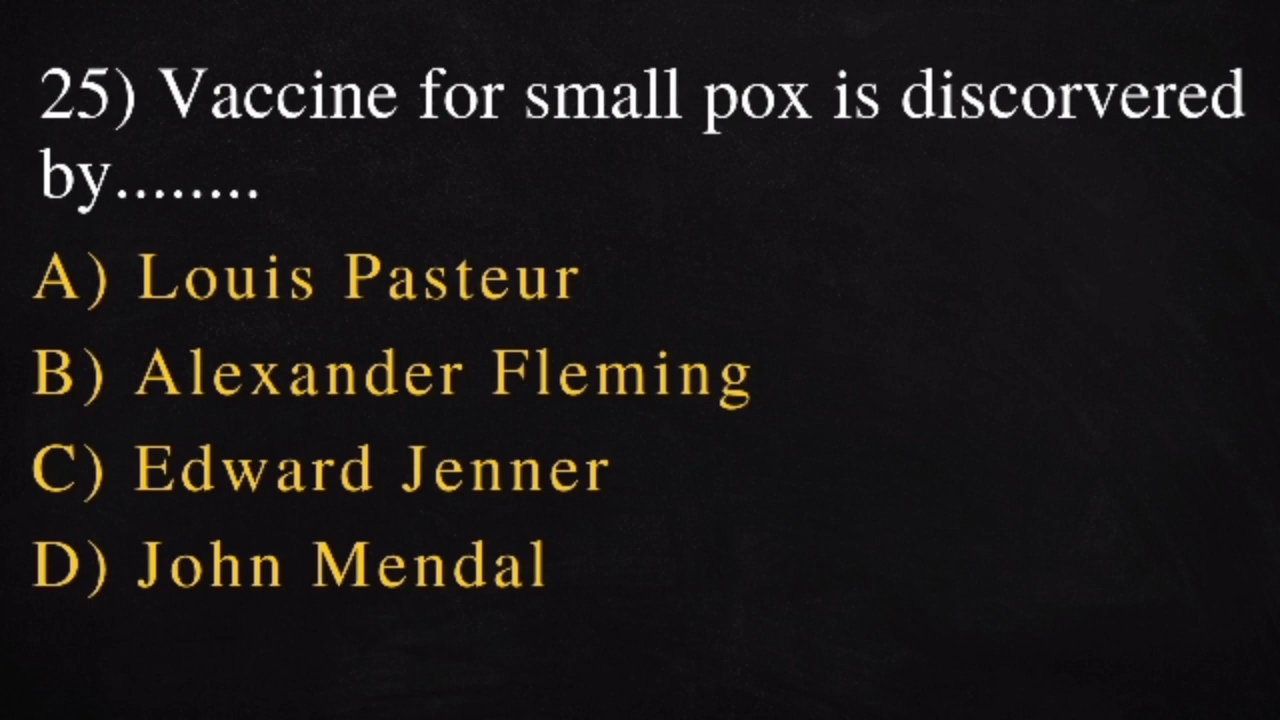 25) Vaccine for small pox is discorvered
by........
A) Louis Pasteur
B) Alexander Fleming
C) Edward Jenner
D) John Mendal